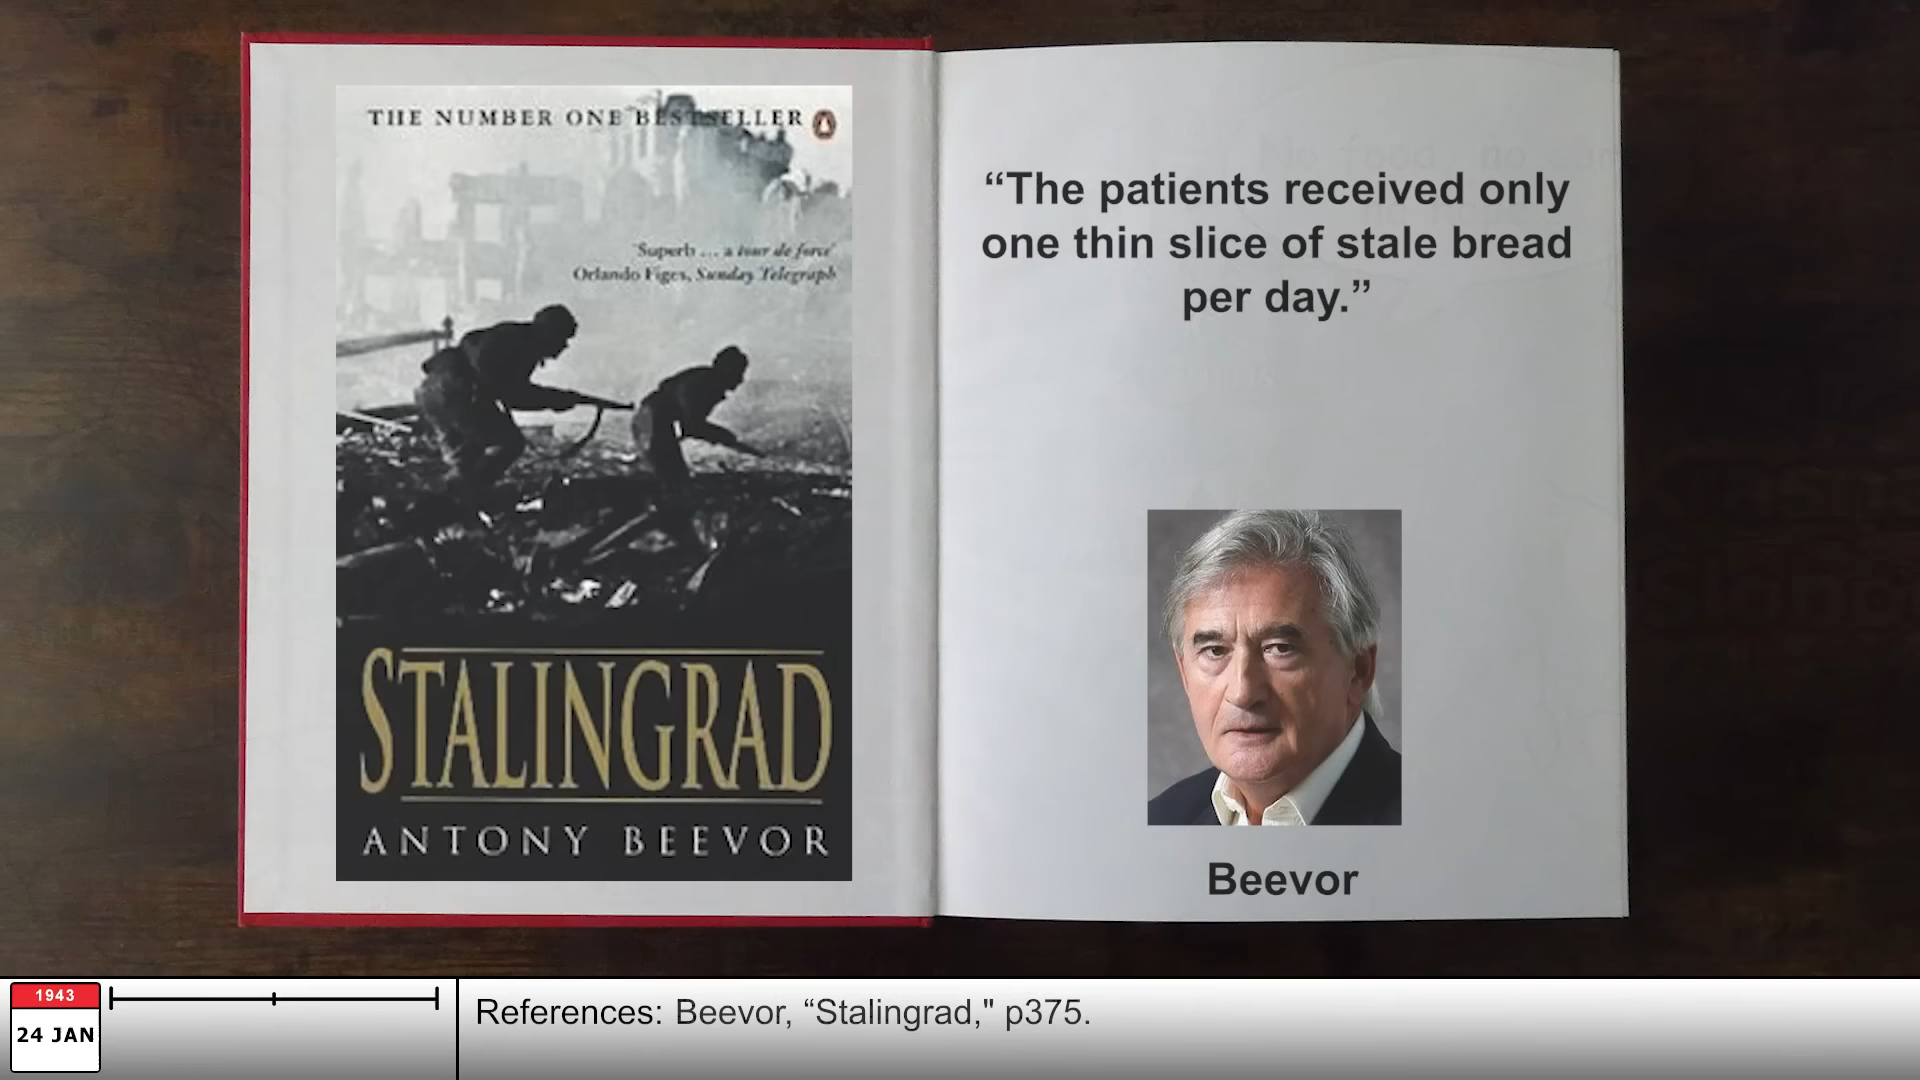 THE NUMBER ONE BESTSELLER
'Superb ... a tour de force'
Orlando Figes, Sunday Telegraph
STALINGRAD
ANTONY BEEVOR
“The patients received only
one thin slice of stale bread
per day.”
Beevor
1943
24 JAN
References: Beevor, “Stalingrad," p375.